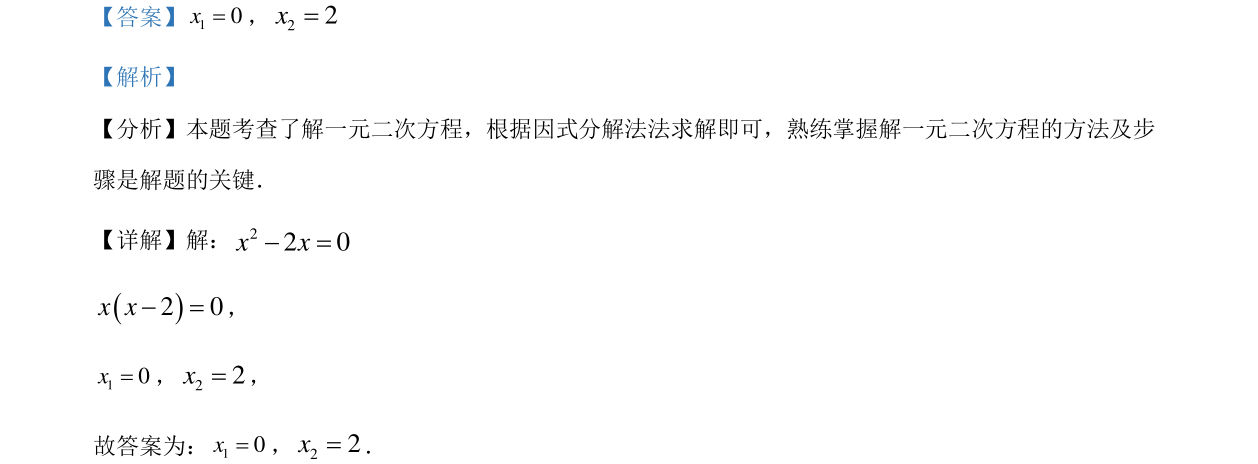 【答案】x₁=0，x₂=2
【解析】
【分析】本题考查了解一元二次方程，根据因式分解法法求解即可，熟练掌握解一元二次方程的方法及步
骤是解题的关键．
【详解】解：x²−2x=0
x(x−2)=0，
x₁=0，x₂=2，
故答案为：x₁=0，x₂=2．